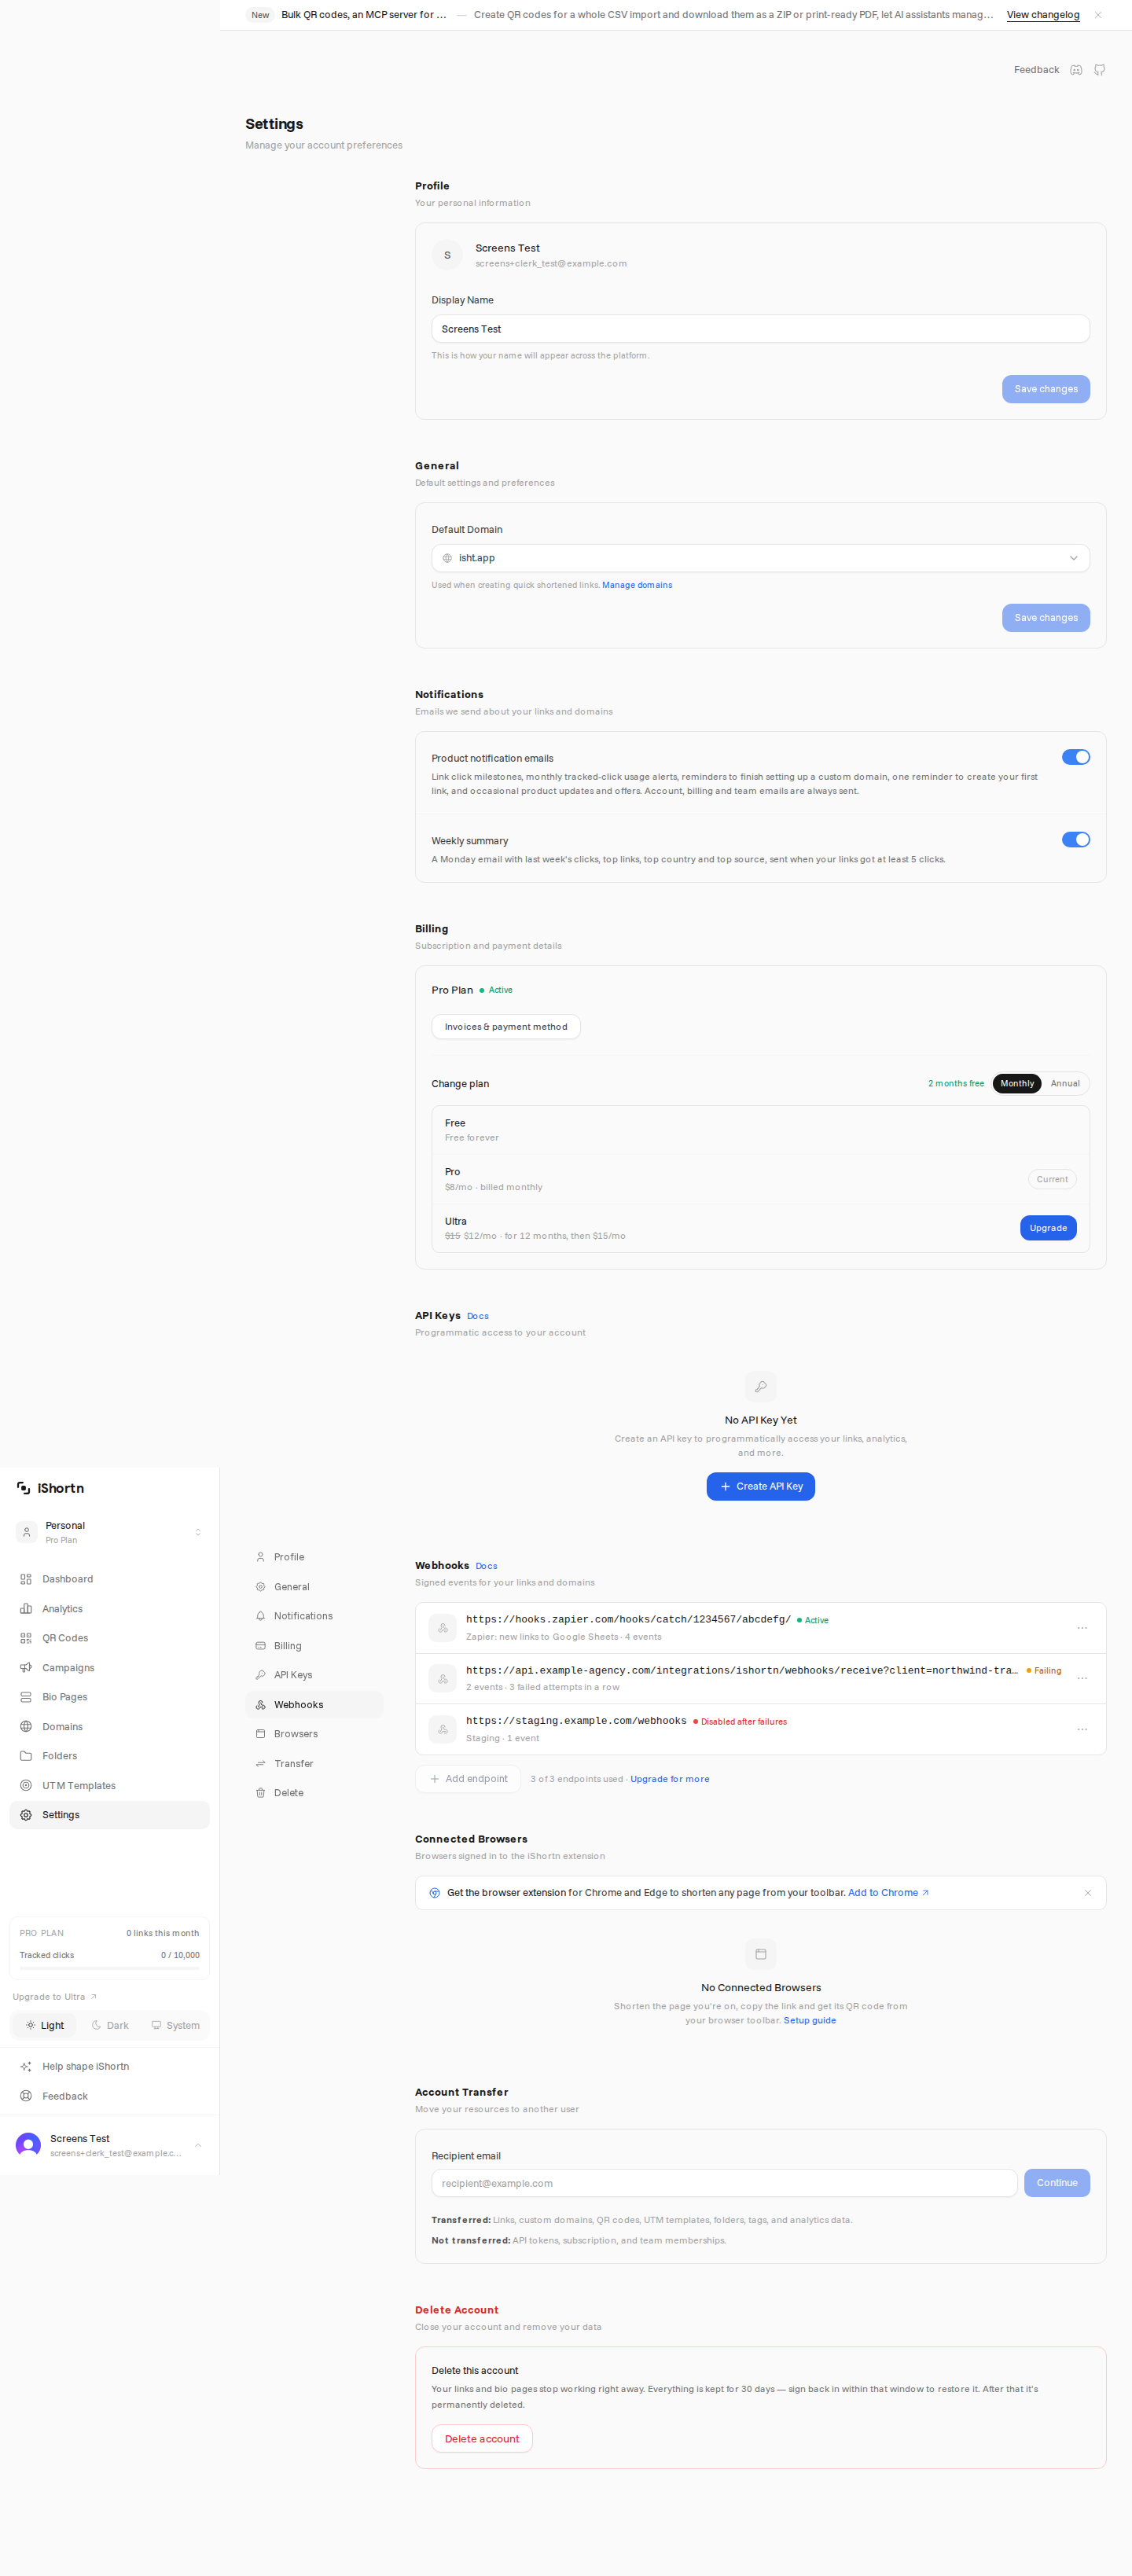 New Bulk QR codes, an MCP server for ... — Create QR codes for a whole CSV import and download them as a ZIP or print-ready PDF, let AI assistants manag... View changelog
Feedback
Settings
Manage your account preferences
Profile
Your personal information
S
Screens Test
screens+clerk_test@example.com
Display Name
Screens Test
This is how your name will appear across the platform.
Save changes
General
Default settings and preferences
Default Domain
isht.app
Used when creating quick shortened links. Manage domains
Save changes
Notifications
Emails we send about your links and domains
Product notification emails
Link click milestones, monthly tracked-click usage alerts, reminders to finish setting up a custom domain, one reminder to create your first
link, and occasional product updates and offers. Account, billing and team emails are always sent.
Weekly summary
A Monday email with last week's clicks, top links, top country and top source, sent when your links got at least 5 clicks.
Billing
Subscription and payment details
Pro Plan Active
Invoices & payment method
Change plan
2 months free Monthly Annual
Free
Free forever
Pro
$8/mo · billed monthly
Current
Ultra
$15 $12/mo · for 12 months, then $15/mo
Upgrade
API Keys Docs
Programmatic access to your account
No API Key Yet
Create an API key to programmatically access your links, analytics,
and more.
Create API Key
iShortn
Personal
Pro Plan
Dashboard
Analytics
QR Codes
Campaigns
Bio Pages
Domains
Folders
UTM Templates
Settings
PRO PLAN 0 links this month
Tracked clicks 0 / 10,000
Upgrade to Ultra
Light Dark System
Help shape iShortn
Feedback
Screens Test
screens+clerk_test@example.c...
Profile
General
Notifications
Billing
API Keys
Webhooks
Browsers
Transfer
Delete
Webhooks Docs
Signed events for your links and domains
https://hooks.zapier.com/hooks/catch/1234567/abcdefg/ Active
Zapier: new links to Google Sheets · 4 events
https://api.example-agency.com/integrations/ishortn/webhooks/receive?client=northwind-tra... Failing
2 events · 3 failed attempts in a row
https://staging.example.com/webhooks Disabled after failures
Staging · 1 event
Add endpoint 3 of 3 endpoints used · Upgrade for more
Connected Browsers
Browsers signed in to the iShortn extension
Get the browser extension for Chrome and Edge to shorten any page from your toolbar. Add to Chrome
No Connected Browsers
Shorten the page you're on, copy the link and get its QR code from
your browser toolbar. Setup guide
Account Transfer
Move your resources to another user
Recipient email
recipient@example.com
Continue
Transferred: Links, custom domains, QR codes, UTM templates, folders, tags, and analytics data.
Not transferred: API tokens, subscription, and team memberships.
Delete Account
Close your account and remove your data
Delete this account
Your links and bio pages stop working right away. Everything is kept for 30 days — sign back in within that window to restore it. After that it's
permanently deleted.
Delete account